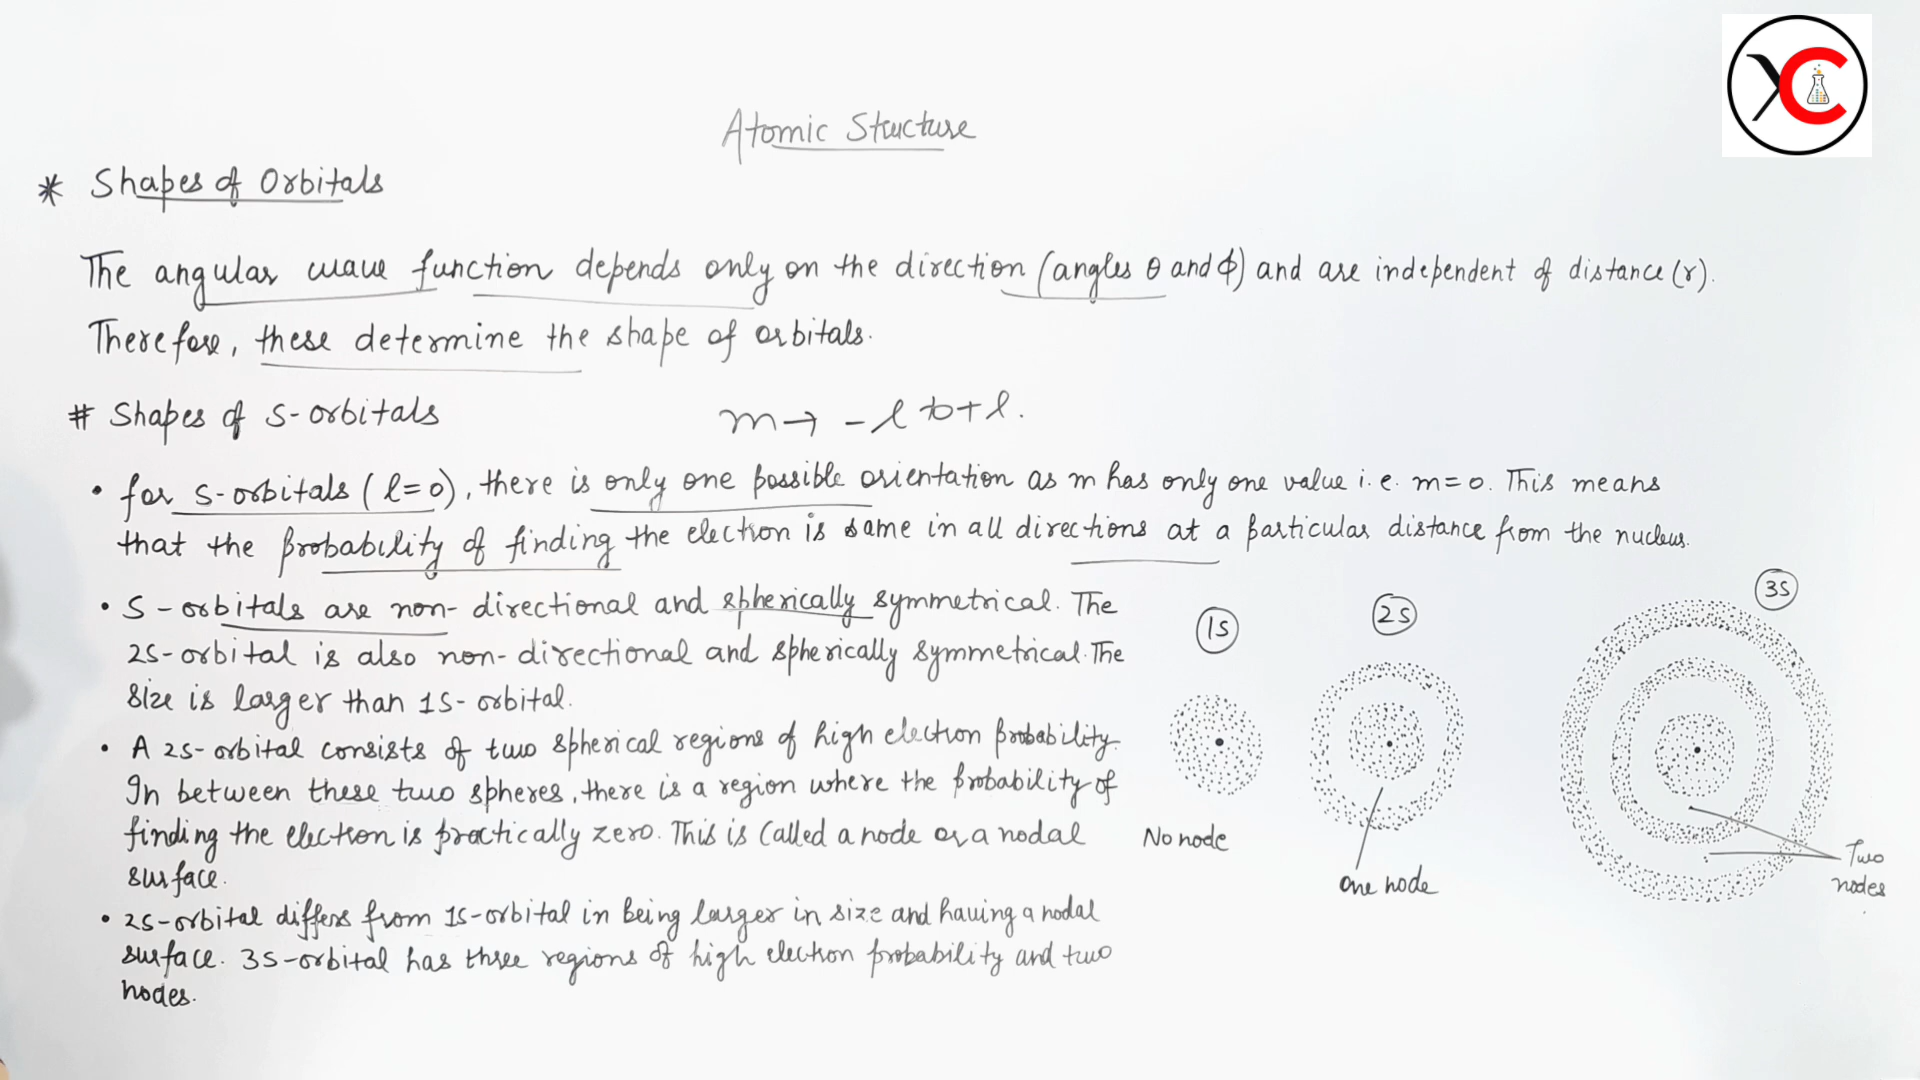 Atomic Structure
* Shapes of Orbitals
The angular wave function depends only on the direction (angles θ and ϕ) and are independent of distance (r).
Therefore, these determine the shape of orbitals.
# Shapes of S-orbitals
m → -l to +l.
• for s-orbitals (l=0), there is only one possible orientation as m has only one value i.e. m=0. This means
that the probability of finding the electron is same in all directions at a particular distance from the nucleus.
• S-orbitals are non-directional and spherically symmetrical. The
2S-orbital is also non-directional and spherically symmetrical. The
size is larger than 1S-orbital.
• A 2S-orbital consists of two spherical regions of high electron probability.
In between these two spheres, there is a region where the probability of
finding the electron is practically zero. This is called a node or a nodal
surface.
• 2S-orbital differs from 1S-orbital in being larger in size and having a nodal
surface. 3S-orbital has three regions of high electron probability and two
nodes.
1S
2S
3S
No node
one node
Two
nodes
XC